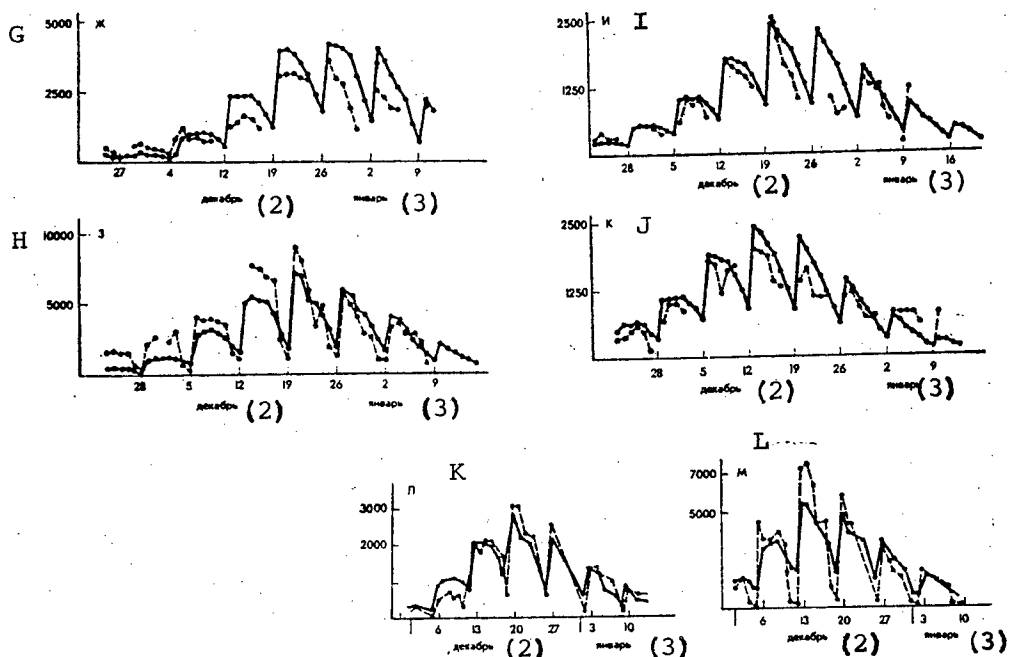 G 5000 ж
2500
27 4 12 19 26 2 9
декабрь (2) январь (3)
2500 и I
1250
28 5 12 19 26 2 9 16
декабрь (2) январь (3)
H 10000 з
5000
28 5 12 19 26 2 9
декабрь (2) январь (3)
2500 к J
1250
28 5 12 19 26 2 9
декабрь (2) январь (3)
K
л
3000
2000
6 13 20 27 3 10
декабрь (2) январь (3)
L
7000 м
5000
6 13 20 27 3 10
декабрь (2) январь (3)